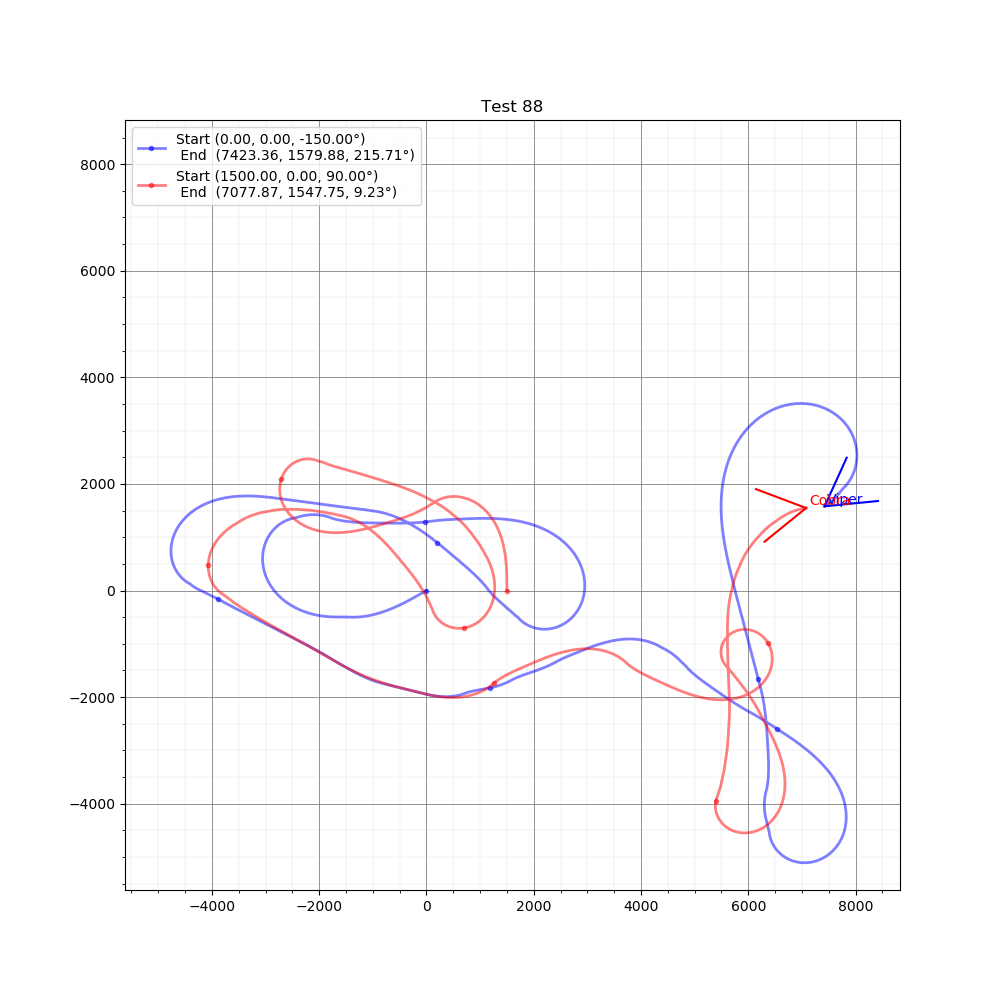 Test 88
Start (0.00, 0.00, -150.00°)
End (7423.36, 1579.88, 215.71°)
Start (1500.00, 0.00, 90.00°)
End (7077.87, 1547.75, 9.23°)
8000
6000
4000
2000
0
−2000
−4000
Viper
−4000 −2000 0 2000 4000 6000 8000